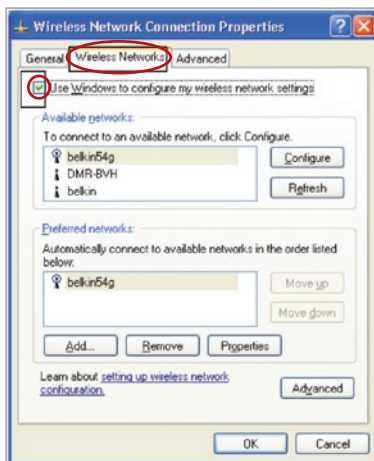 Wireless Network Connection Properties
General Wireless Networks Advanced
Use Windows to configure my wireless network settings
Available networks:
To connect to an available network, click Configure.
belkin54g
DMR-BVH
belkin
Configure
Refresh
Preferred networks:
Automatically connect to available networks in the order listed
below:
belkin54g
Move up
Move down
Add... Remove Properties
Learn about setting up wireless network
configuration.
Advanced
OK Cancel